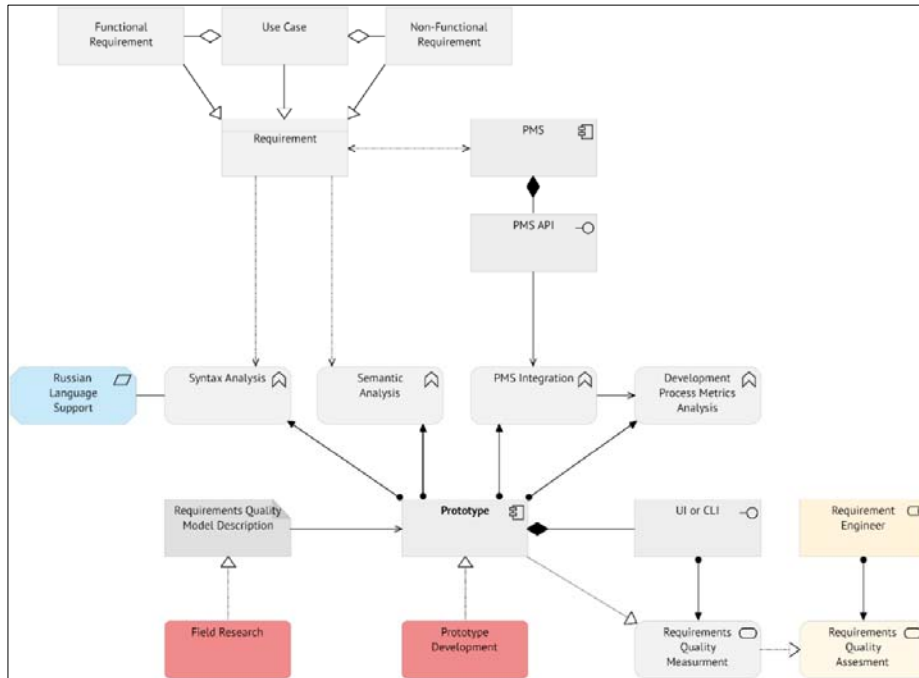 Functional
Requirement
Use Case
Non-Functional
Requirement
Requirement
PMS
PMS API
Russian
Language
Support
Syntax Analysis
Semantic
Analysis
PMS Integration
Development
Process Metrics
Analysis
Requirements Quality
Model Description
Prototype
UI or CLI
Requirement
Engineer
Field Research
Prototype
Development
Requirements
Quality
Measurment
Requirements
Quality
Assesment